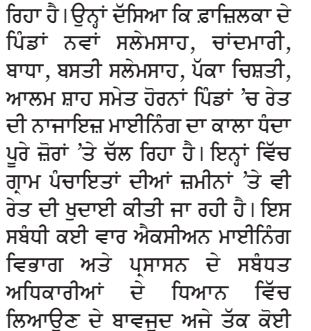 ਰਿਹਾ ਹੈ। ਉਨ੍ਹਾਂ ਦੱਸਿਆ ਕਿ ਫ਼ਾਜ਼ਿਲਕਾ ਦੇ
ਪਿੰਡਾਂ ਨਵਾਂ ਸਲੇਮਸਾਹ, ਚਾਂਦਮਾਰੀ,
ਬਾਧਾ, ਬਸਤੀ ਸਲੇਮਸਾਹ, ਪੱਕਾ ਚਿਸ਼ਤੀ,
ਆਲਮ ਸ਼ਾਹ ਸਮੇਤ ਹੋਰਨਾਂ ਪਿੰਡਾਂ ’ਚ ਰੇਤ
ਦੀ ਨਾਜਾਇਜ਼ ਮਾਈਨਿੰਗ ਦਾ ਕਾਲਾ ਧੰਦਾ
ਪੂਰੇ ਜ਼ੋਰਾਂ ’ਤੇ ਚੱਲ ਰਿਹਾ ਹੈ। ਇਨ੍ਹਾਂ ਵਿੱਚ
ਗ੍ਰਾਮ ਪੰਚਾਇਤਾਂ ਦੀਆਂ ਜ਼ਮੀਨਾਂ ’ਤੇ ਵੀ
ਰੇਤ ਦੀ ਖੁਦਾਈ ਕੀਤੀ ਜਾ ਰਹੀ ਹੈ। ਇਸ
ਸਬੰਧੀ ਕਈ ਵਾਰ ਐਕਸੀਅਨ ਮਾਈਨਿੰਗ
ਵਿਭਾਗ ਅਤੇ ਪ੍ਰਸਾਸਨ ਦੇ ਸਬੰਧਤ
ਅਧਿਕਾਰੀਆਂ ਦੇ ਧਿਆਨ ਵਿੱਚ
ਲਿਆਉਣ ਦੇ ਬਾਵਜੂਦ ਅਜੇ ਤੱਕ ਕੋਈ